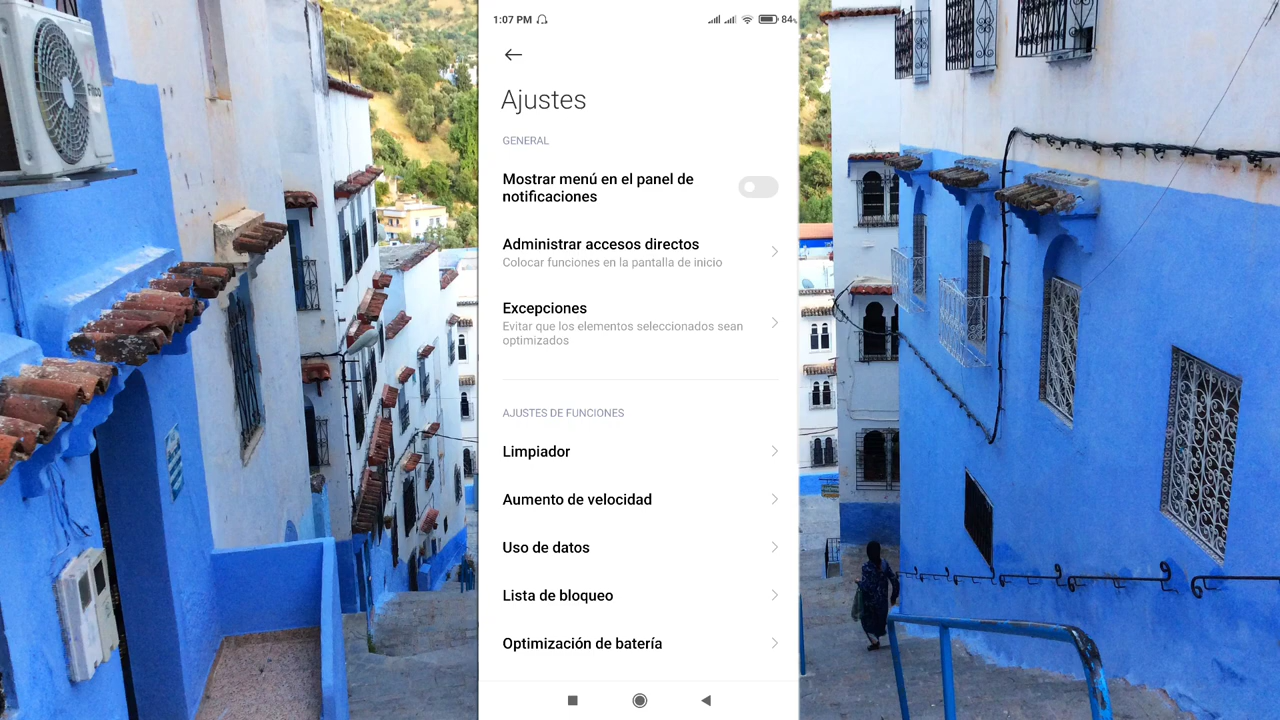 1:07 PM
84
Ajustes
GENERAL
Mostrar menú en el panel de
notificaciones
Administrar accesos directos
Colocar funciones en la pantalla de inicio
Excepciones
Evitar que los elementos seleccionados sean
optimizados
AJUSTES DE FUNCIONES
Limpiador
Aumento de velocidad
Uso de datos
Lista de bloqueo
Optimización de batería